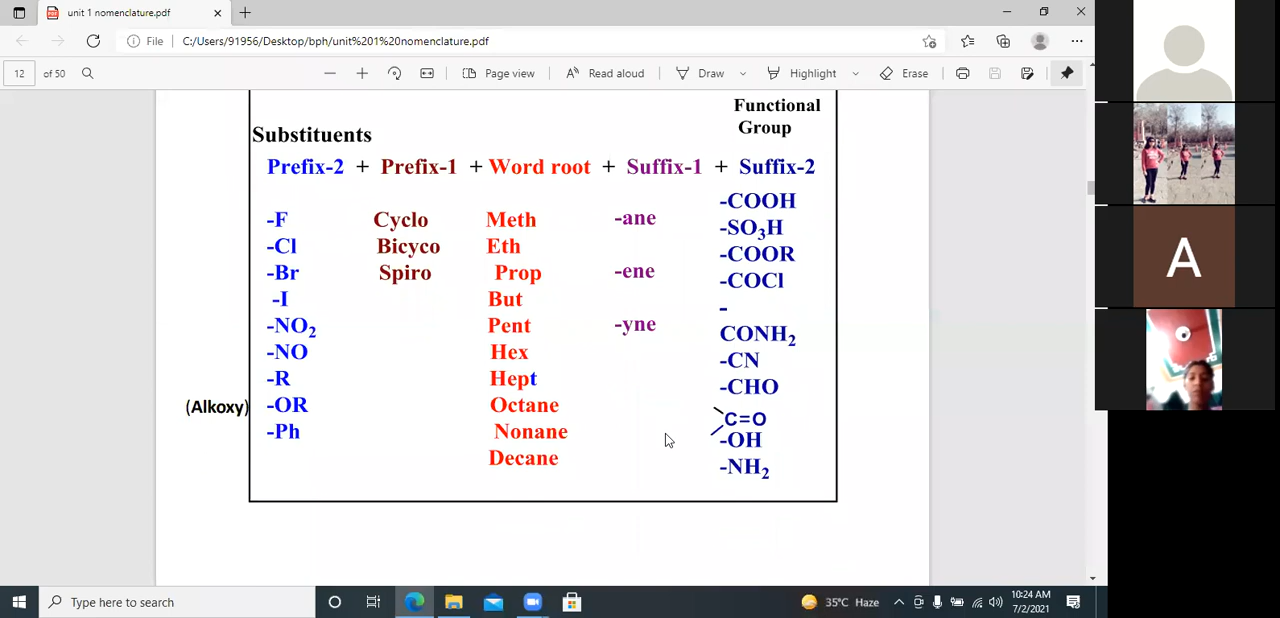 unit 1 nomenclature.pdf
File C:/Users/91956/Desktop/bph/unit%201%20nomenclature.pdf
12 of 50 Page view Read aloud Draw Highlight Erase
Functional
Group
Substituents
Prefix-2 + Prefix-1 + Word root + Suffix-1 + Suffix-2
-COOH
-F Cyclo Meth -ane
-SO3H
-Cl Bicyco Eth -COOR
-Br Spiro Prop -ene -COCl
-I But -
-NO2 Pent -yne CONH2
-NO Hex -CN
-R Hept -CHO
(Alkoxy) -OR Octane C=O
-Ph Nonane -OH
Decane -NH2
A
Type here to search 35°C Haze 10:24 AM
7/2/2021